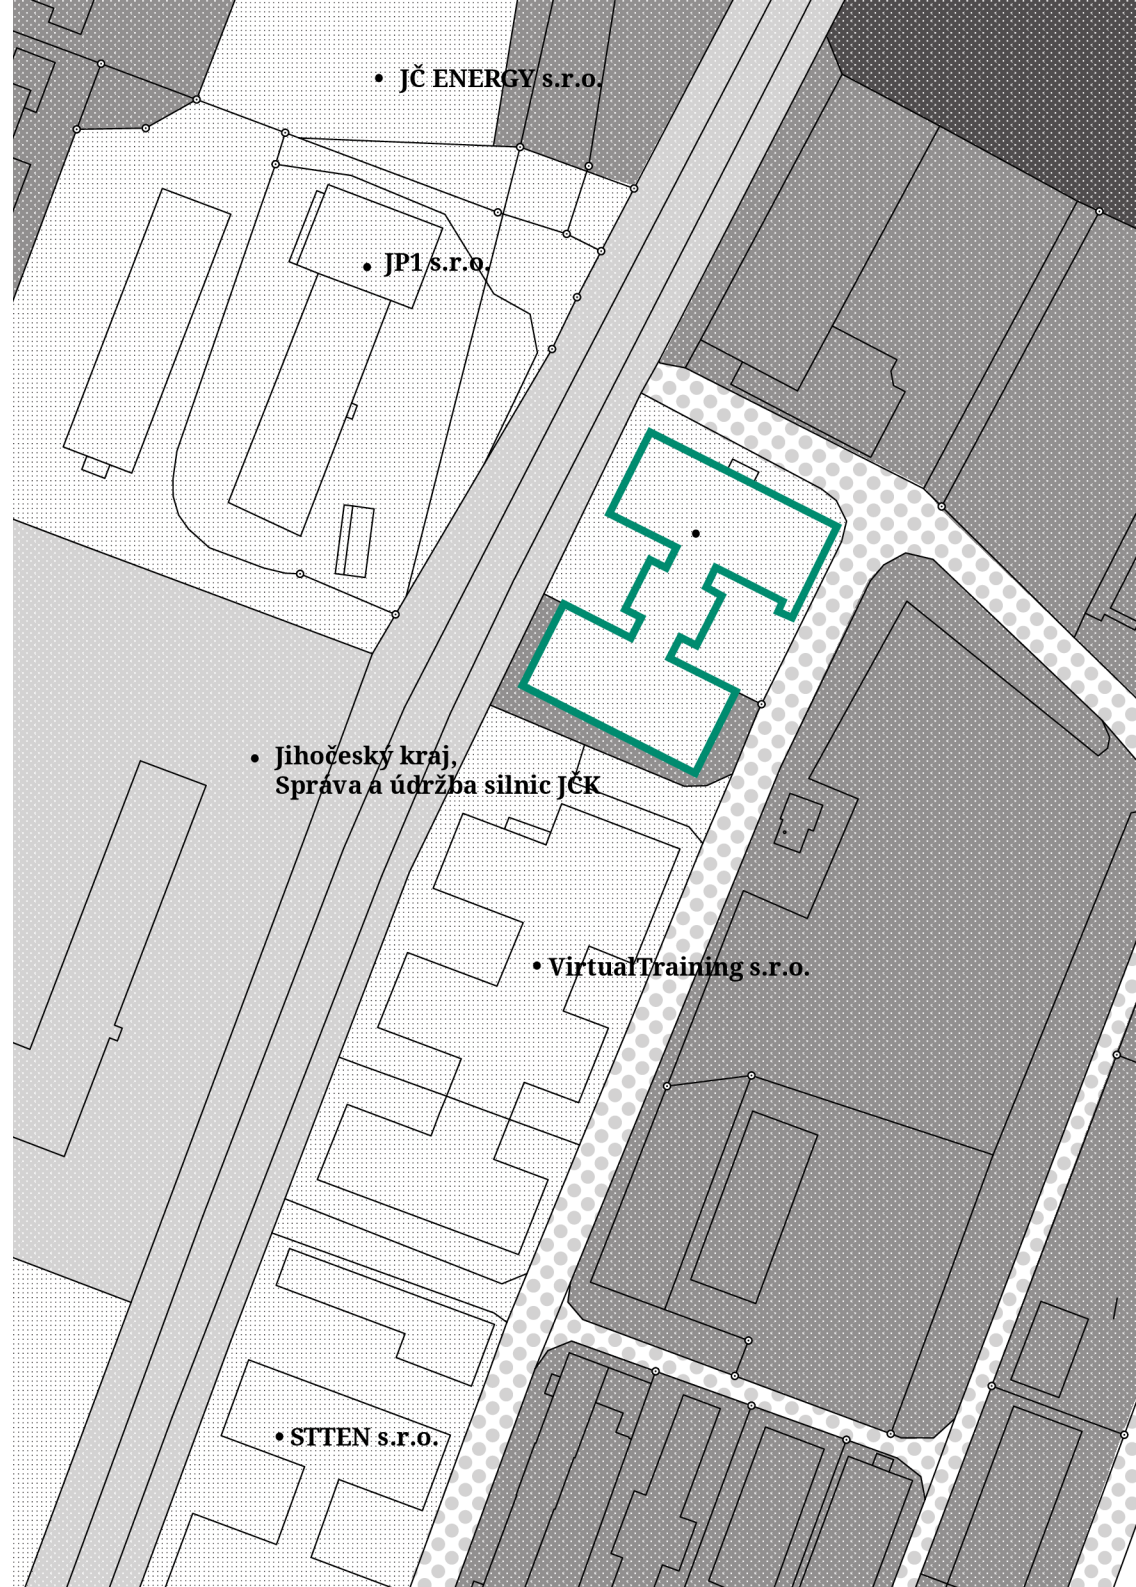 JČ ENERGY s.r.o.
JP1 s.r.o.
Jihočeský kraj,
Správa a údržba silnic JČK
VirtualTraining s.r.o.
STTEN s.r.o.